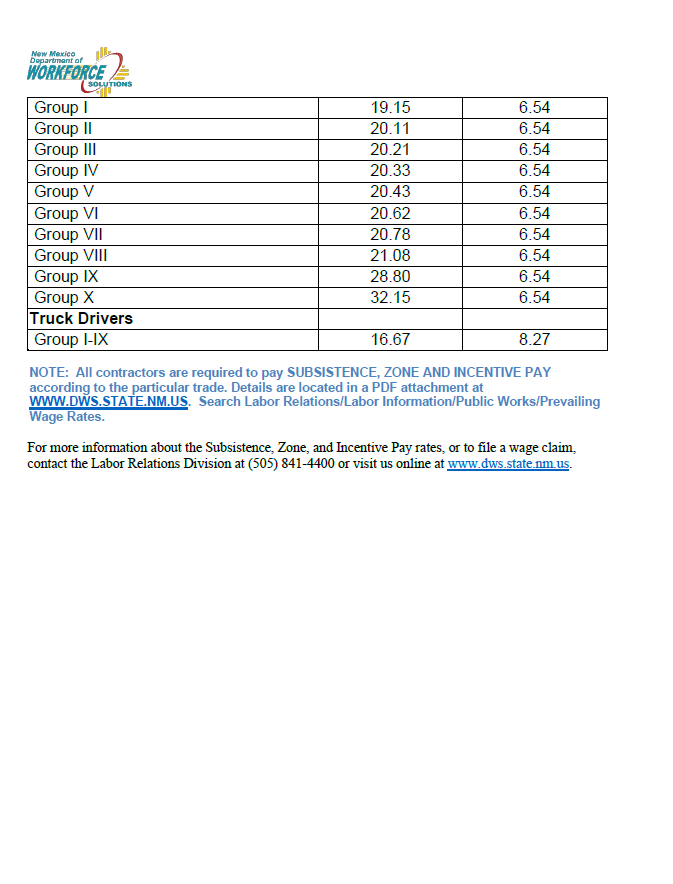 New Mexico
Department of
WORKFORCE
SOLUTIONS
Group I 19.15 6.54
Group II 20.11 6.54
Group III 20.21 6.54
Group IV 20.33 6.54
Group V 20.43 6.54
Group VI 20.62 6.54
Group VII 20.78 6.54
Group VIII 21.08 6.54
Group IX 28.80 6.54
Group X 32.15 6.54
Truck Drivers
Group I-IX 16.67 8.27
NOTE: All contractors are required to pay SUBSISTENCE, ZONE AND INCENTIVE PAY
according to the particular trade. Details are located in a PDF attachment at
WWW.DWS.STATE.NM.US. Search Labor Relations/Labor Information/Public Works/Prevailing
Wage Rates.
For more information about the Subsistence, Zone, and Incentive Pay rates, or to file a wage claim,
contact the Labor Relations Division at (505) 841-4400 or visit us online at www.dws.state.nm.us.